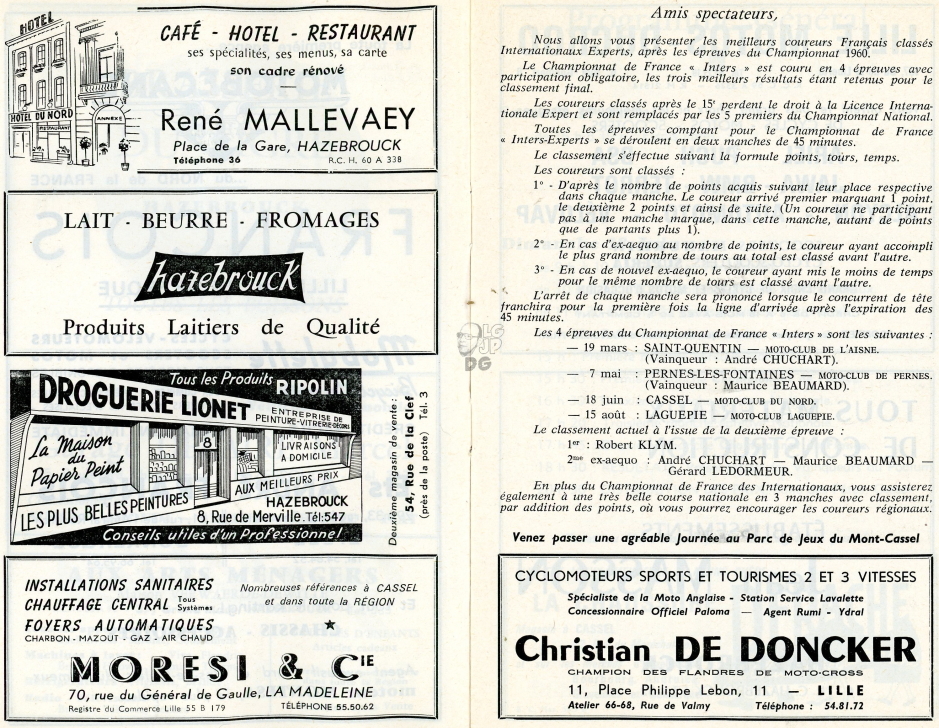 HOTEL
HOTEL DU NORD
RESTAURANT
ANNEXE
CAFÉ - HOTEL - RESTAURANT
ses spécialités, ses menus, sa carte
son cadre rénové
René MALLEVAEY
Place de la Gare, HAZEBROUCK
Téléphone 36
R.C. H. 60 A 338
LAIT - BEURRE - FROMAGES
hazebrouck
Produits Laitiers de Qualité
Tous les Produits RIPOLIN
DROGUERIE LIONET
ENTREPRISE DE
PEINTURE-VITRERIE-DÉCORS
La Maison
du
Papier Peint
8
LIVRAISONS
A DOMICILE
AUX MEILLEURS PRIX
LES PLUS BELLES PEINTURES
HAZEBROUCK
8, Rue de Merville. Tél: 547
Conseils utiles d'un Professionnel
Deuxième magasin de vente :
54, Rue de la Clef
(près de la poste) Tél. 3
INSTALLATIONS SANITAIRES
CHAUFFAGE CENTRAL Tous Systèmes
FOYERS AUTOMATIQUES
CHARBON - MAZOUT - GAZ - AIR CHAUD
Nombreuses références à CASSEL
et dans toute la RÉGION
MORESI & CIE
70, rue du Général de Gaulle, LA MADELEINE
Registre du Commerce Lille 55 B 179
TÉLÉPHONE 55.50.62
Amis spectateurs,
Nous allons vous présenter les meilleurs coureurs Français classés
Internationaux Experts, après les épreuves du Championnat 1960.
Le Championnat de France « Inters » est couru en 4 épreuves avec
participation obligatoire, les trois meilleurs résultats étant retenus pour le
classement final.
Les coureurs classés après le 15e perdent le droit à la Licence Interna-
tionale Expert et sont remplacés par les 5 premiers du Championnat National.
Toutes les épreuves comptant pour le Championnat de France
« Inters-Experts » se déroulent en deux manches de 45 minutes.
Le classement s'effectue suivant la formule points, tours, temps.
Les coureurs sont classés :
1° - D'après le nombre de points acquis suivant leur place respective
dans chaque manche. Le coureur arrivé premier marquant 1 point,
le deuxième 2 points et ainsi de suite. (Un coureur ne participant
pas à une manche marque, dans cette manche, autant de points
que de partants plus 1).
2° - En cas d'ex-aequo au nombre de points, le coureur ayant accompli
le plus grand nombre de tours au total est classé avant l'autre.
3° - En cas de nouvel ex-aequo, le coureur ayant mis le moins de temps
pour le même nombre de tours est classé avant l'autre.
L'arrêt de chaque manche sera prononcé lorsque le concurrent de tête
franchira pour la première fois la ligne d'arrivée après l'expiration des
45 minutes.
Les 4 épreuves du Championnat de France « Inters » sont les suivantes :
— 19 mars : SAINT-QUENTIN — MOTO-CLUB DE L'AISNE.
(Vainqueur : André CHUCHART).
— 7 mai : PERNES-LES-FONTAINES — MOTO-CLUB DE PERNES.
(Vainqueur : Maurice BEAUMARD).
— 18 juin : CASSEL — MOTO-CLUB DU NORD.
— 15 août : LAGUEPIE — MOTO-CLUB LAGUEPIE.
Le classement actuel à l'issue de la deuxième épreuve :
1er : Robert KLYM.
2me ex-aequo : André CHUCHART — Maurice BEAUMARD —
Gérard LEDORMEUR.
En plus du Championnat de France des Internationaux, vous assisterez
également à une très belle course nationale en 3 manches avec classement,
par addition des points, où vous pourrez encourager les coureurs régionaux.
Venez passer une agréable Journée au Parc de Jeux du Mont-Cassel
CYCLOMOTEURS SPORTS ET TOURISMES 2 ET 3 VITESSES
Spécialiste de la Moto Anglaise - Station Service Lavalette
Concessionnaire Officiel Paloma — Agent Rumi - Ydral
Christian DE DONCKER
CHAMPION DES FLANDRES DE MOTO-CROSS
11, Place Philippe Lebon, 11 — LILLE
Atelier 66-68, Rue de Valmy
Téléphone : 54.81.72